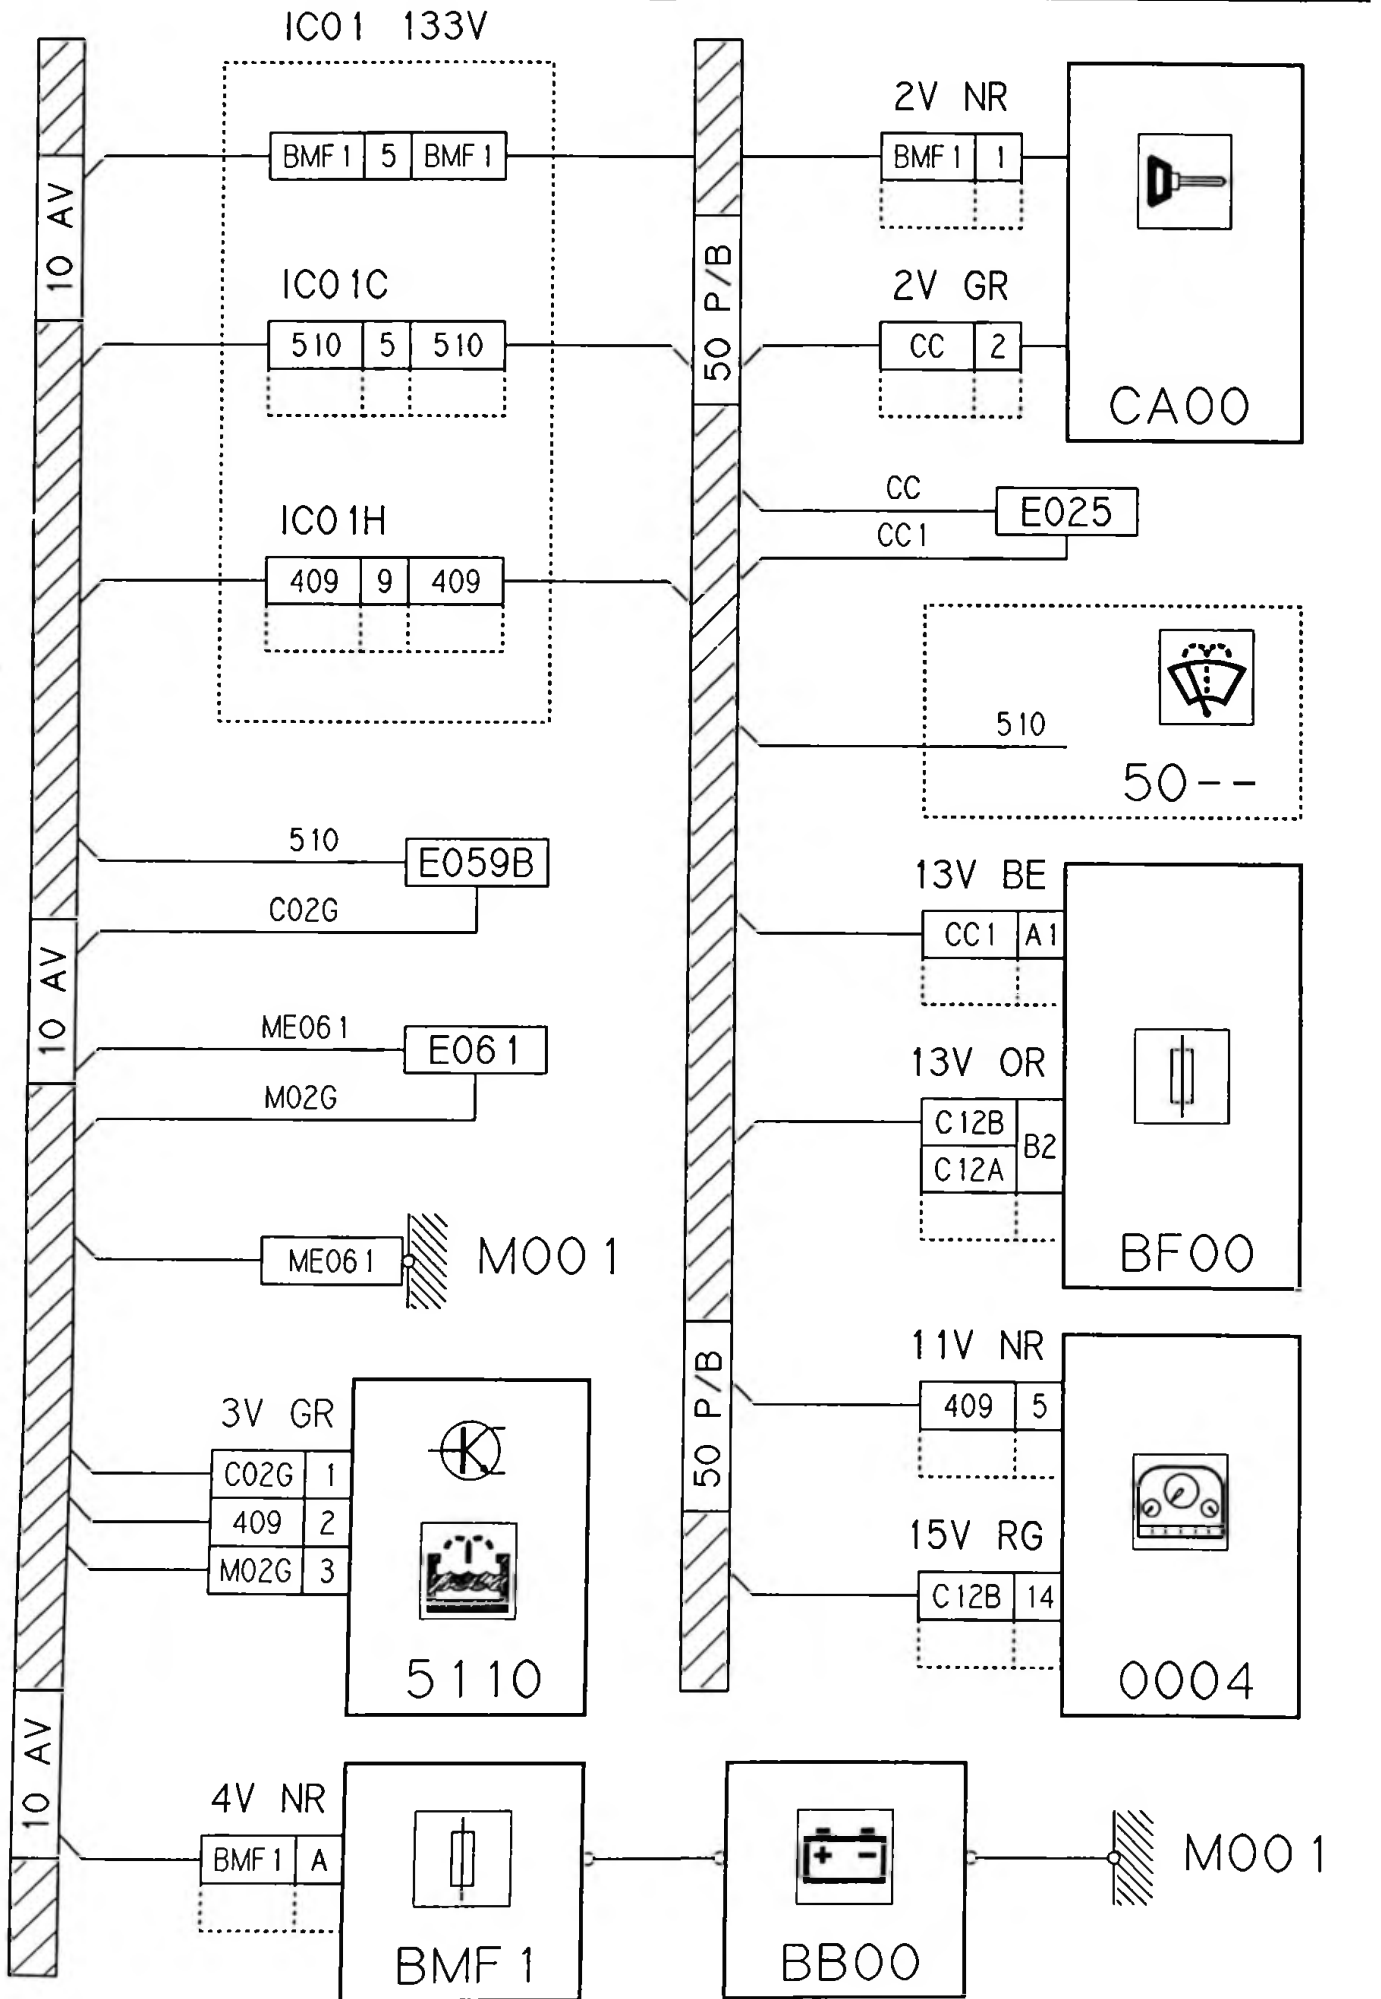 IC01 133V
BMF1 5 BMF1
2V NR
BMF1 1
10 AV
50 P/B
IC01C
510 5 510
2V GR
CC 2
CA00
CC
E025
CC1
IC01H
409 9 409
510
50--
510
E059B
C02G
13V BE
CC1 A1
10 AV
ME061
E061
M02G
13V OR
C12B
B2
C12A
BF00
ME061
M001
11V NR
409 5
50 P/B
3V GR
C02G 1
409 2
M02G 3
5110
15V RG
C12B 14
0004
10 AV
4V NR
BMF1 A
BMF1
+ -
BB00
M001